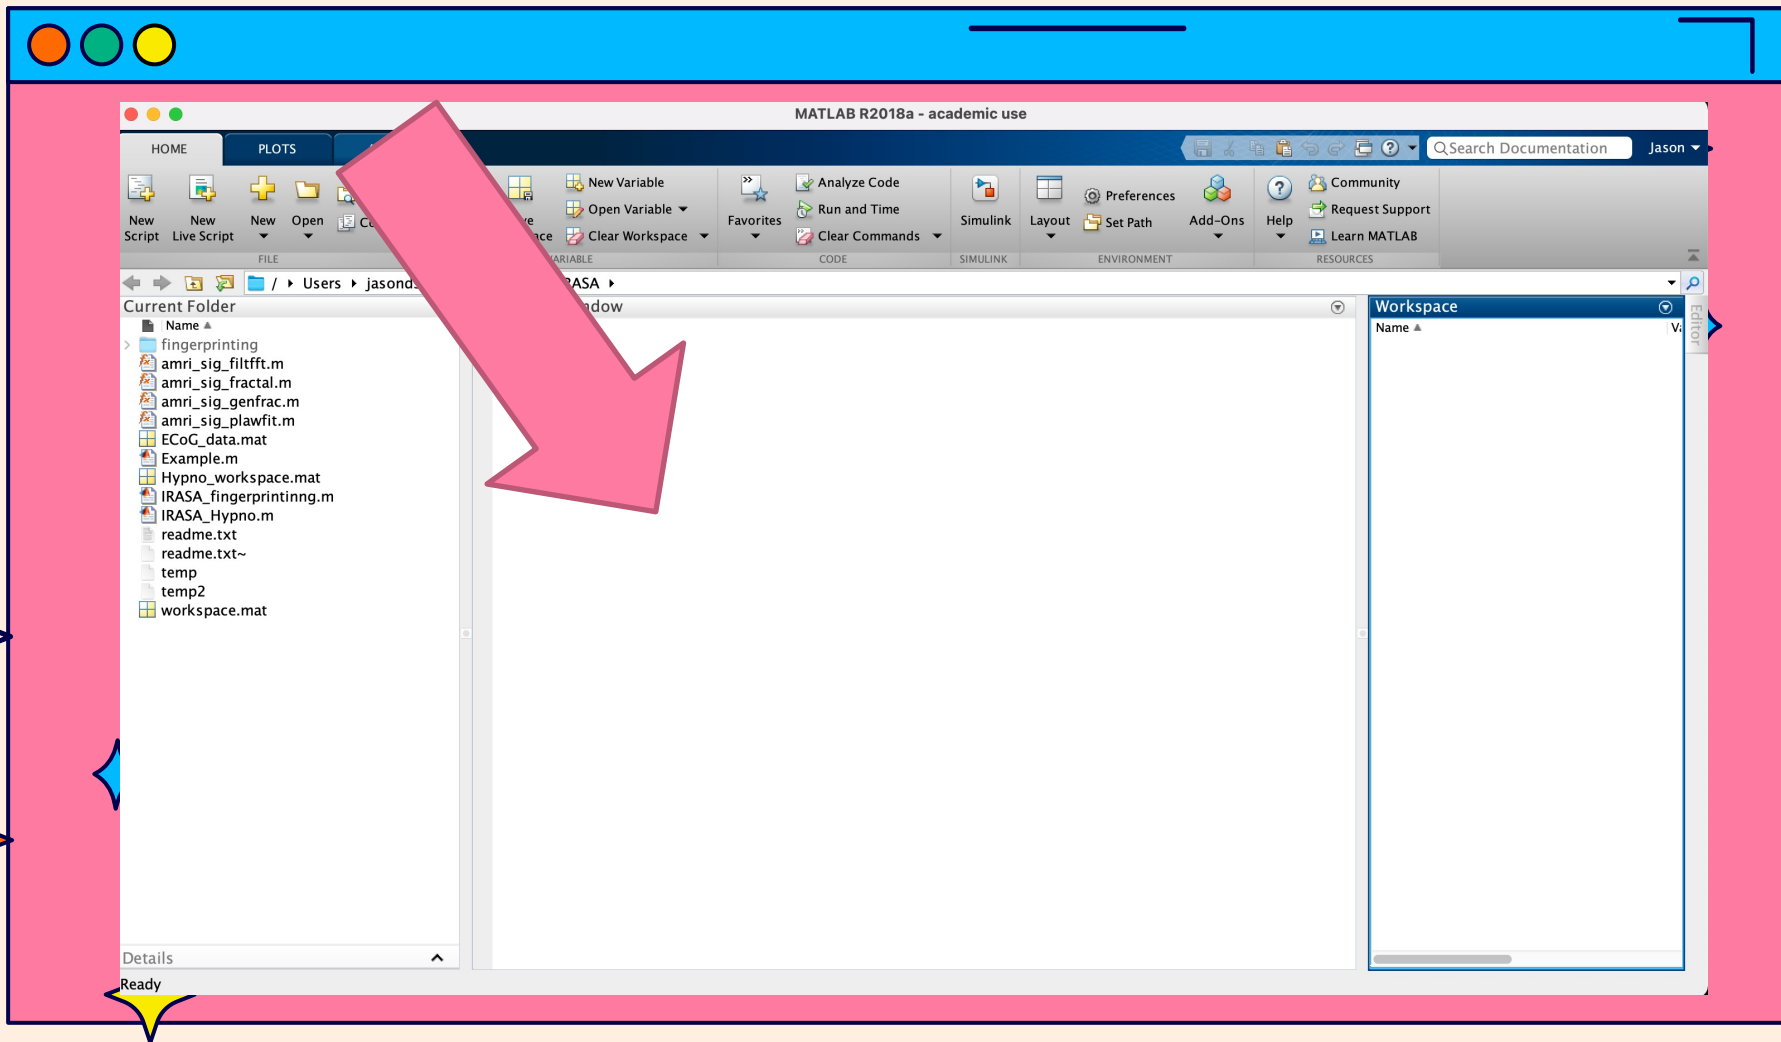 MATLAB R2018a - academic use
HOME PLOTS
Search Documentation Jason
New Script
New Live Script
New
Open
New Variable
Open Variable
Clear Workspace
Favorites
Analyze Code
Run and Time
Clear Commands
Simulink
Layout
Preferences
Set Path
Add-Ons
Help
Community
Request Support
Learn MATLAB
FILE CODE SIMULINK ENVIRONMENT RESOURCES
/ Users
Current Folder
Name
fingerprinting
amri_sig_filtfft.m
amri_sig_fractal.m
amri_sig_genfrac.m
amri_sig_plawfit.m
ECoG_data.mat
Example.m
Hypno_workspace.mat
IRASA_fingerprintinng.m
IRASA_Hypno.m
readme.txt
readme.txt~
temp
temp2
workspace.mat
Details
Ready
Workspace
Name
Editor